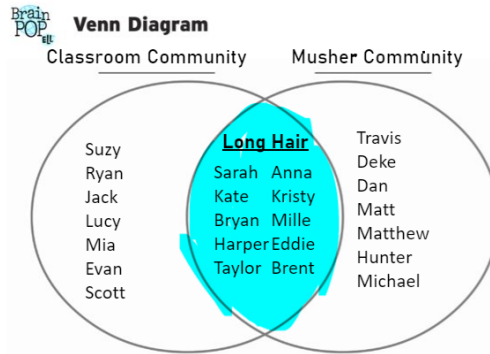 Brain
POP
ELL
Venn Diagram
Classroom Community
Musher Community
Suzy
Ryan
Jack
Lucy
Mia
Evan
Scott
Long Hair
Sarah Anna
Kate Kristy
Bryan Mille
Harper Eddie
Taylor Brent
Travis
Deke
Dan
Matt
Matthew
Hunter
Michael